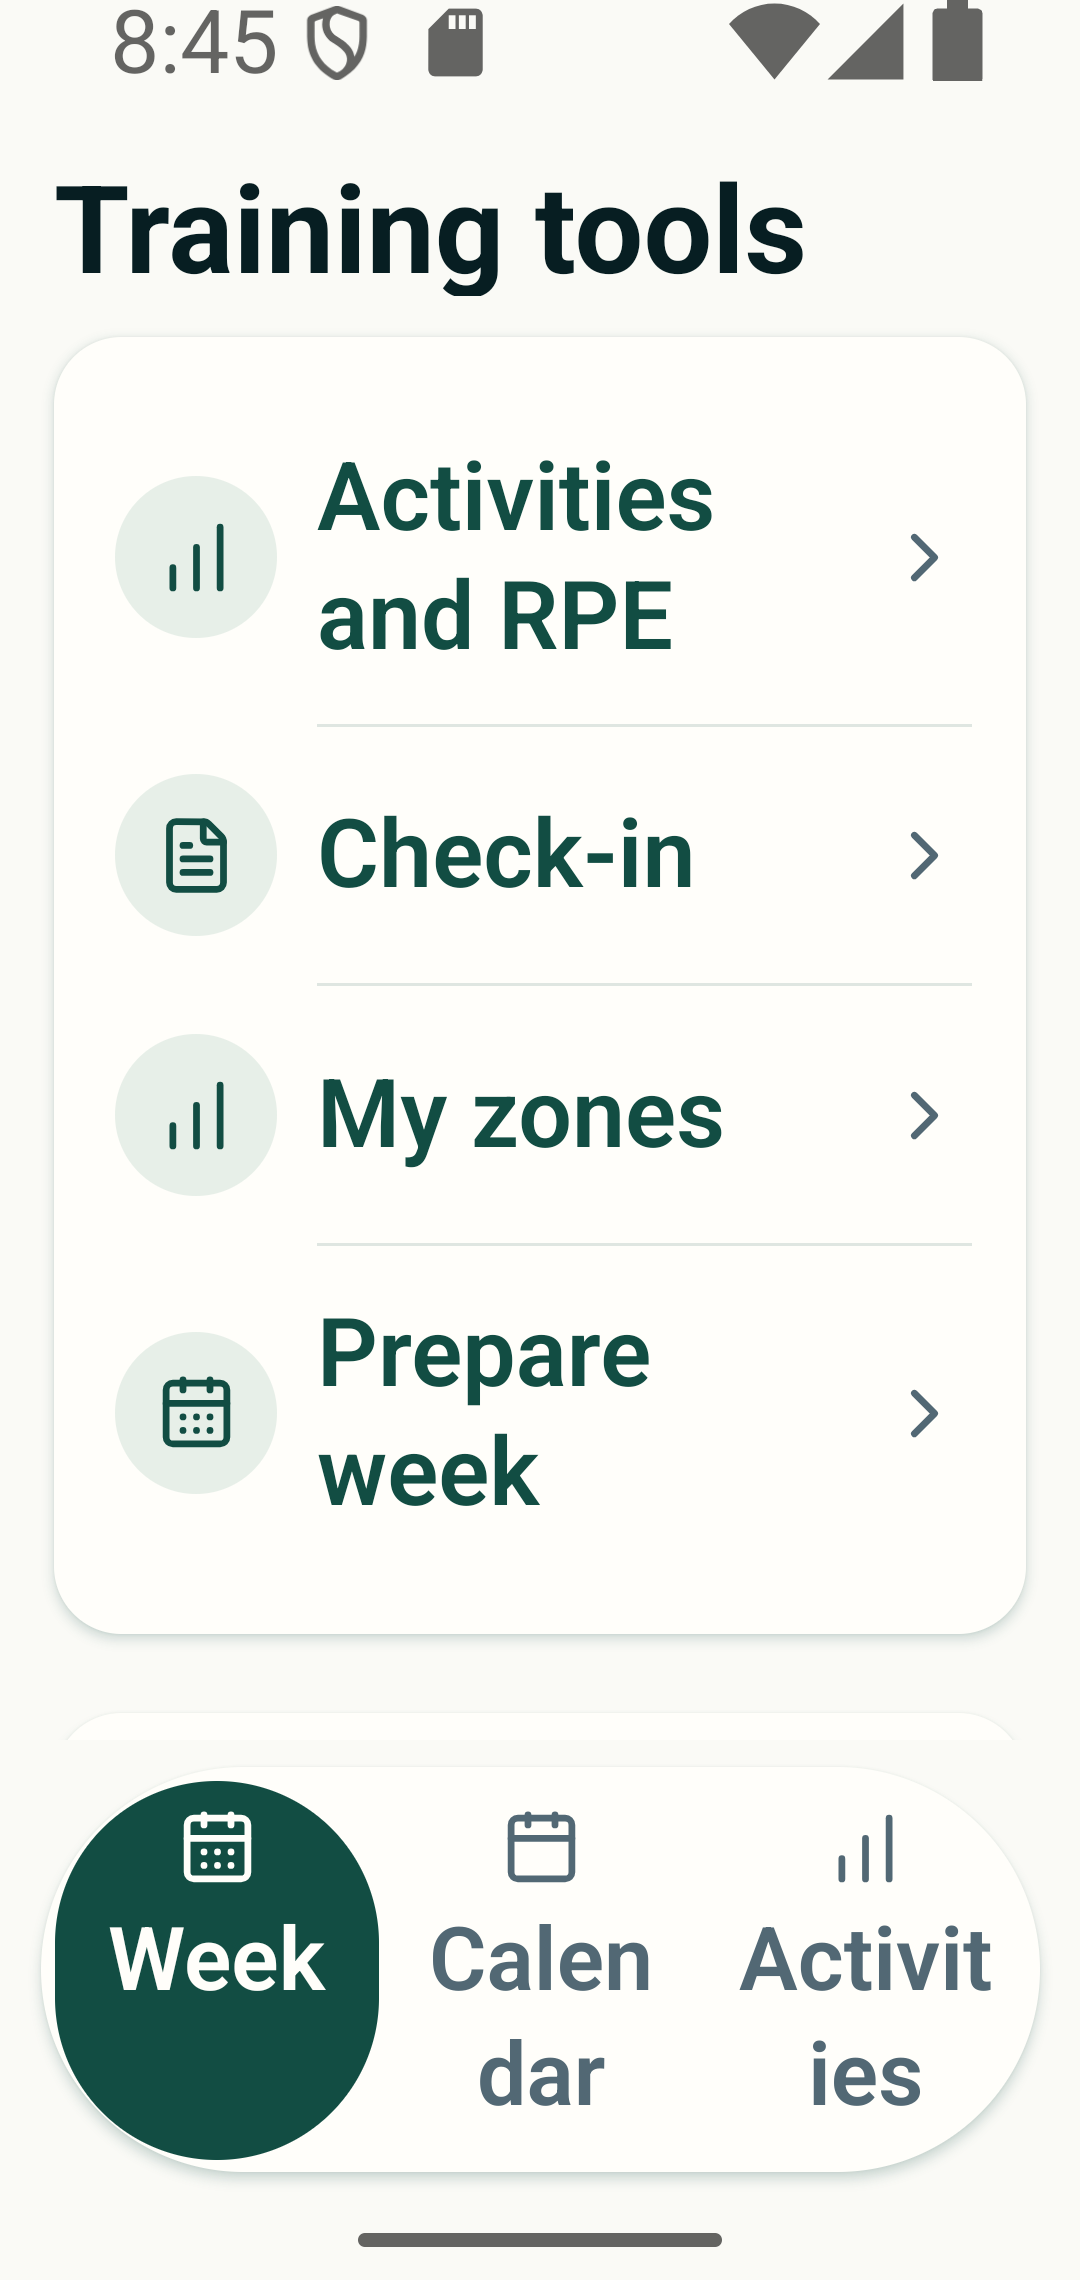 8:45
Training tools
Activities
and RPE
Check-in
My zones
Prepare
week
Week
Calen
dar
Activit
ies